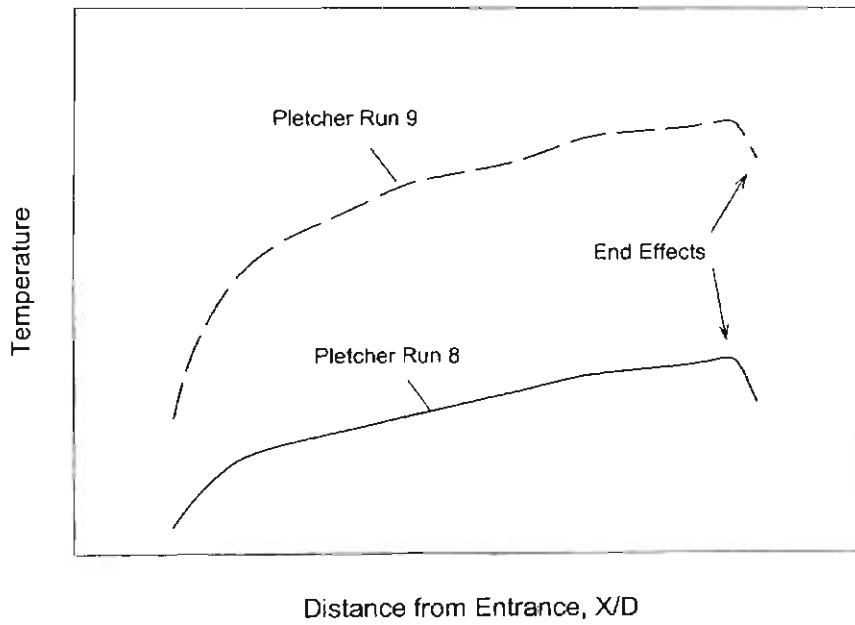 Pletcher Run 9
End Effects
Pletcher Run 8
Temperature
Distance from Entrance, X/D